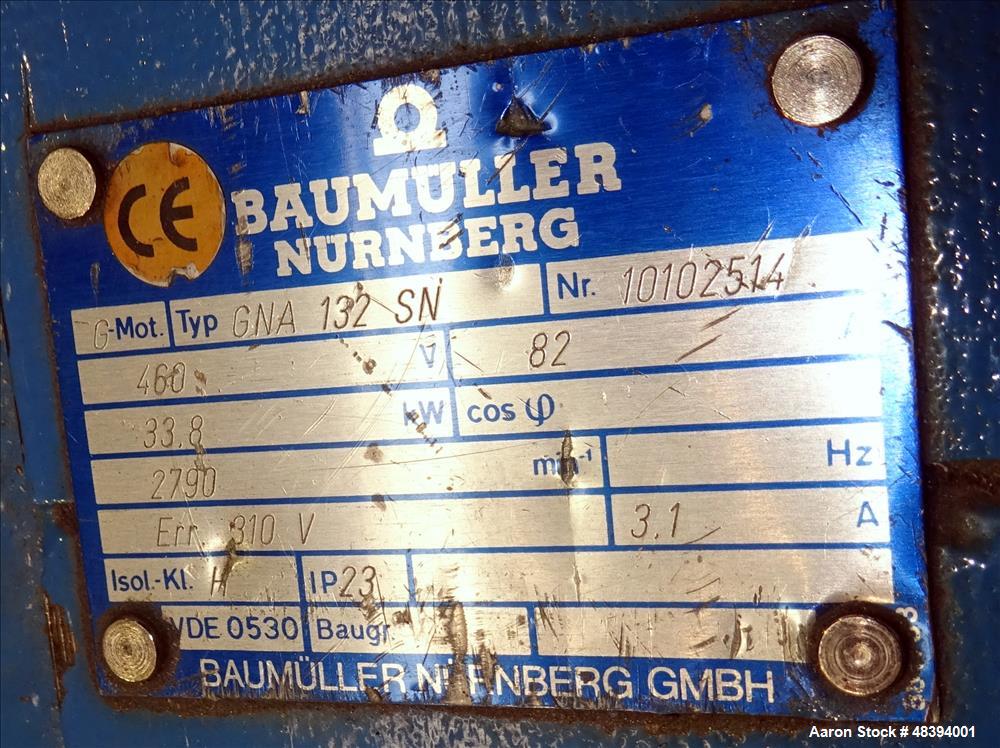 CE
BAUMÜLLER
NÜRNBERG
G-Mot. Typ GNA 132 SN Nr. 10102514
460 V 82
33.8 kW cos φ
2790 min⁻¹ Hz
Err. 310 V 3.1 A
Isol.-Kl. H IP23
VDE 0530 Baugr.
BAUMÜLLER NÜRNBERG GMBH
Aaron Stock # 48394001